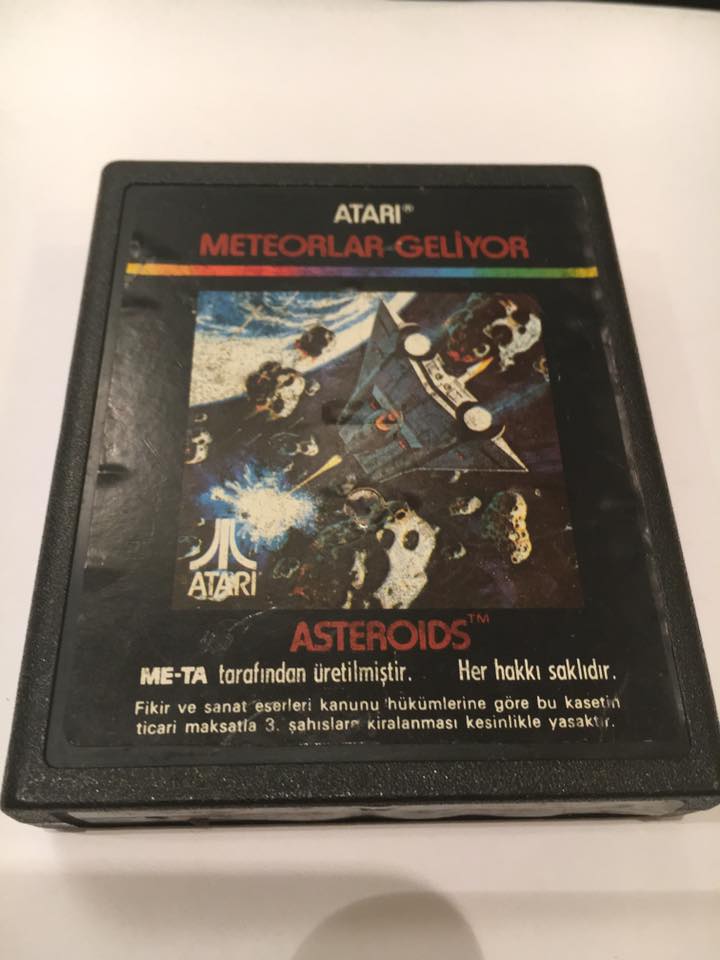 ATARI®
METEORLAR GELİYOR
ATARI
ASTEROIDS™
ME-TA tarafından üretilmiştir. Her hakkı saklıdır.
Fikir ve sanat eserleri kanunu hükümlerine göre bu kasetin
ticari maksatla 3. şahıslara kiralanması kesinlikle yasaktır.